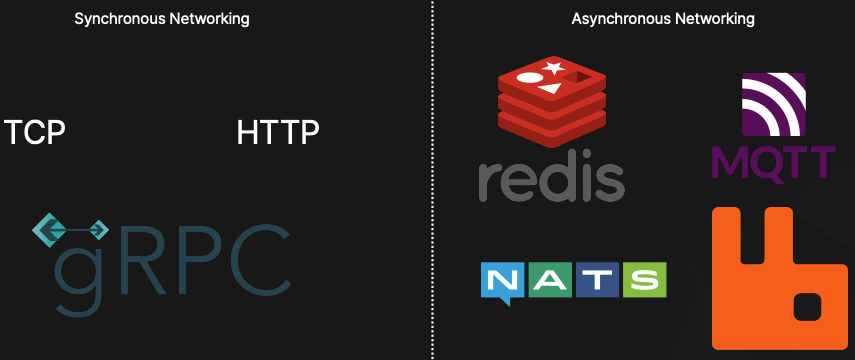 Synchronous Networking
TCP
HTTP
gRPC
Asynchronous Networking
redis
MQTT
NATS